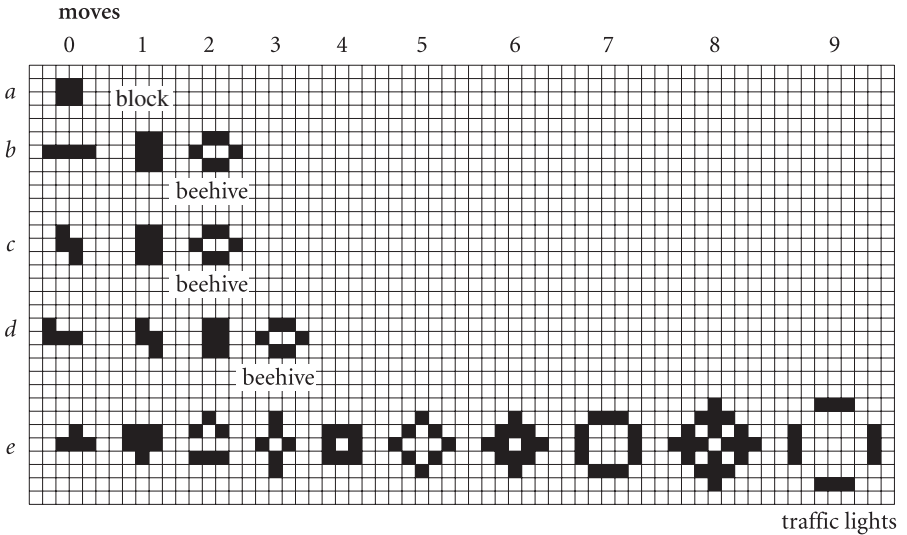 moves
0 1 2 3 4 5 6 7 8 9
a block
b
beehive
c
beehive
d
beehive
e
traffic lights